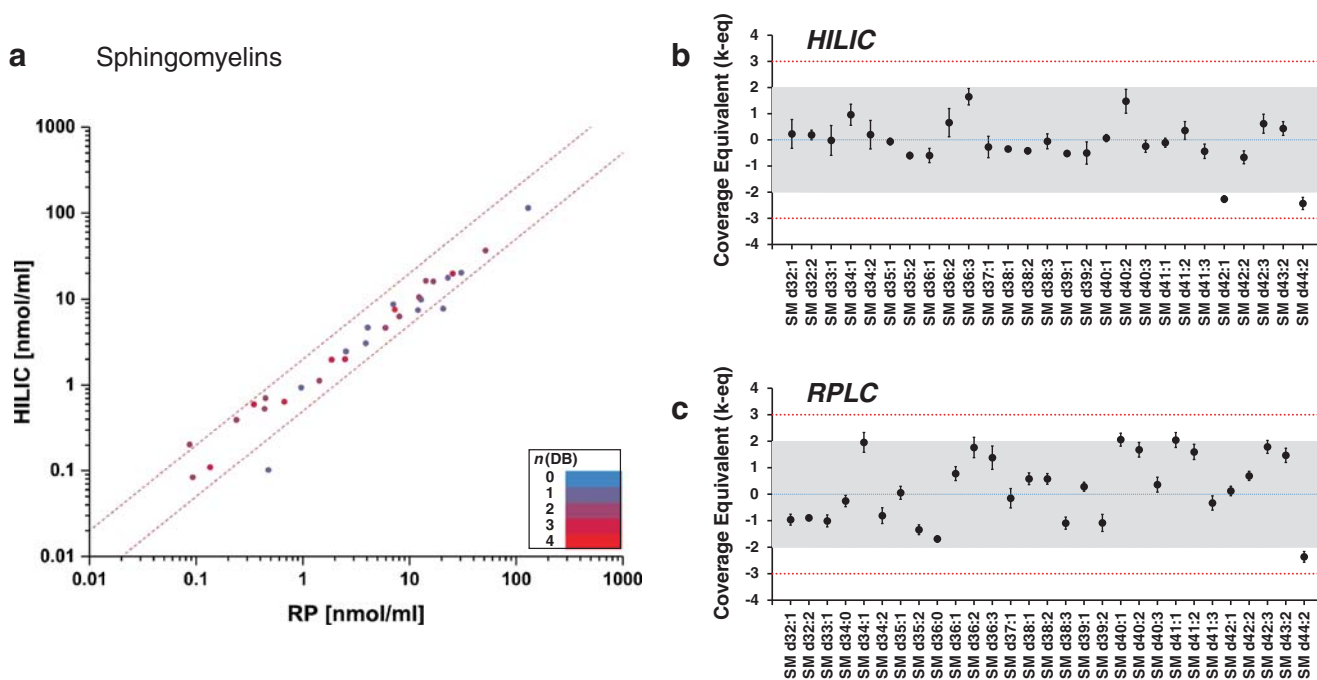 a
Sphingomyelins
1000
100
10
1
0.1
0.01
HILIC [nmol/ml]
0.01
0.1
1
10
100
1000
RP [nmol/ml]
n(DB)
0
1
2
3
4
b
HILIC
Coverage Equivalent (k-eq)
4
3
2
1
0
-1
-2
-3
-4
SM d32:1
SM d32:2
SM d33:1
SM d34:1
SM d34:2
SM d35:1
SM d35:2
SM d36:1
SM d36:2
SM d36:3
SM d37:1
SM d38:1
SM d38:2
SM d38:3
SM d39:1
SM d39:2
SM d40:1
SM d40:2
SM d40:3
SM d41:1
SM d41:2
SM d41:3
SM d42:1
SM d42:2
SM d42:3
SM d43:2
SM d44:2
c
RPLC
Coverage Equivalent (k-eq)
4
3
2
1
0
-1
-2
-3
-4
SM d32:1
SM d32:2
SM d33:1
SM d34:0
SM d34:1
SM d34:2
SM d35:1
SM d35:2
SM d36:0
SM d36:1
SM d36:2
SM d36:3
SM d37:1
SM d38:1
SM d38:2
SM d38:3
SM d39:1
SM d39:2
SM d40:1
SM d40:2
SM d40:3
SM d41:1
SM d41:2
SM d41:3
SM d42:1
SM d42:2
SM d42:3
SM d43:2
SM d44:2